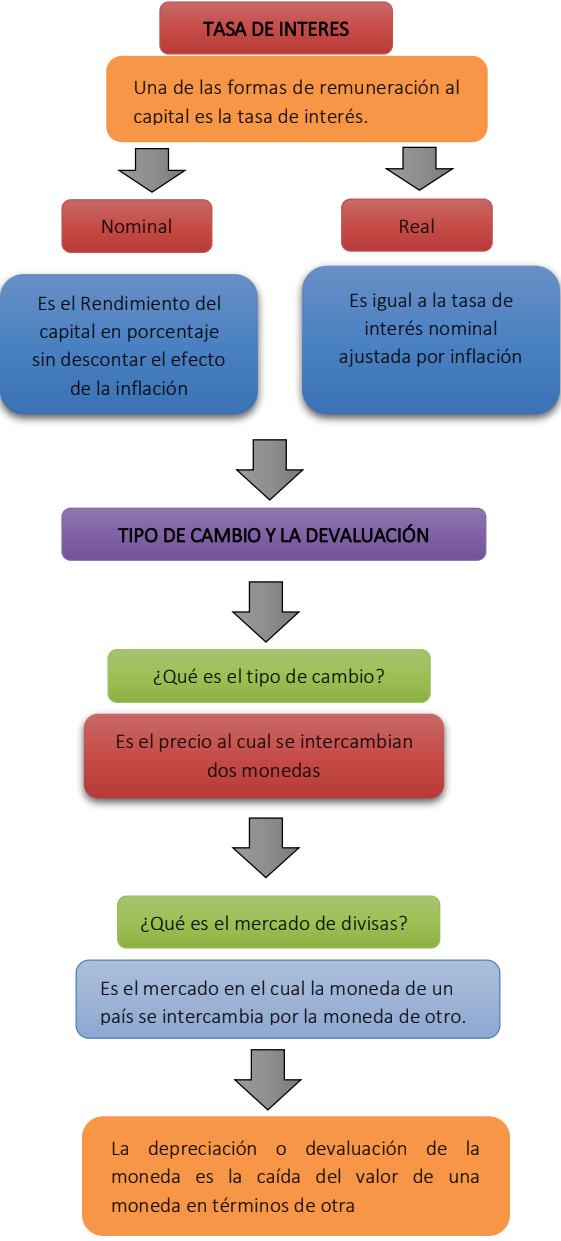 TASA DE INTERES
Una de las formas de remuneración al
capital es la tasa de interés.
Nominal
Real
Es el Rendimiento del
capital en porcentaje
sin descontar el efecto
de la inflación
Es igual a la tasa de
interés nominal
ajustada por inflación
TIPO DE CAMBIO Y LA DEVALUACIÓN
¿Qué es el tipo de cambio?
Es el precio al cual se intercambian
dos monedas
¿Qué es el mercado de divisas?
Es el mercado en el cual la moneda de un
país se intercambia por la moneda de otro.
La depreciación o devaluación de la
moneda es la caída del valor de una
moneda en términos de otra